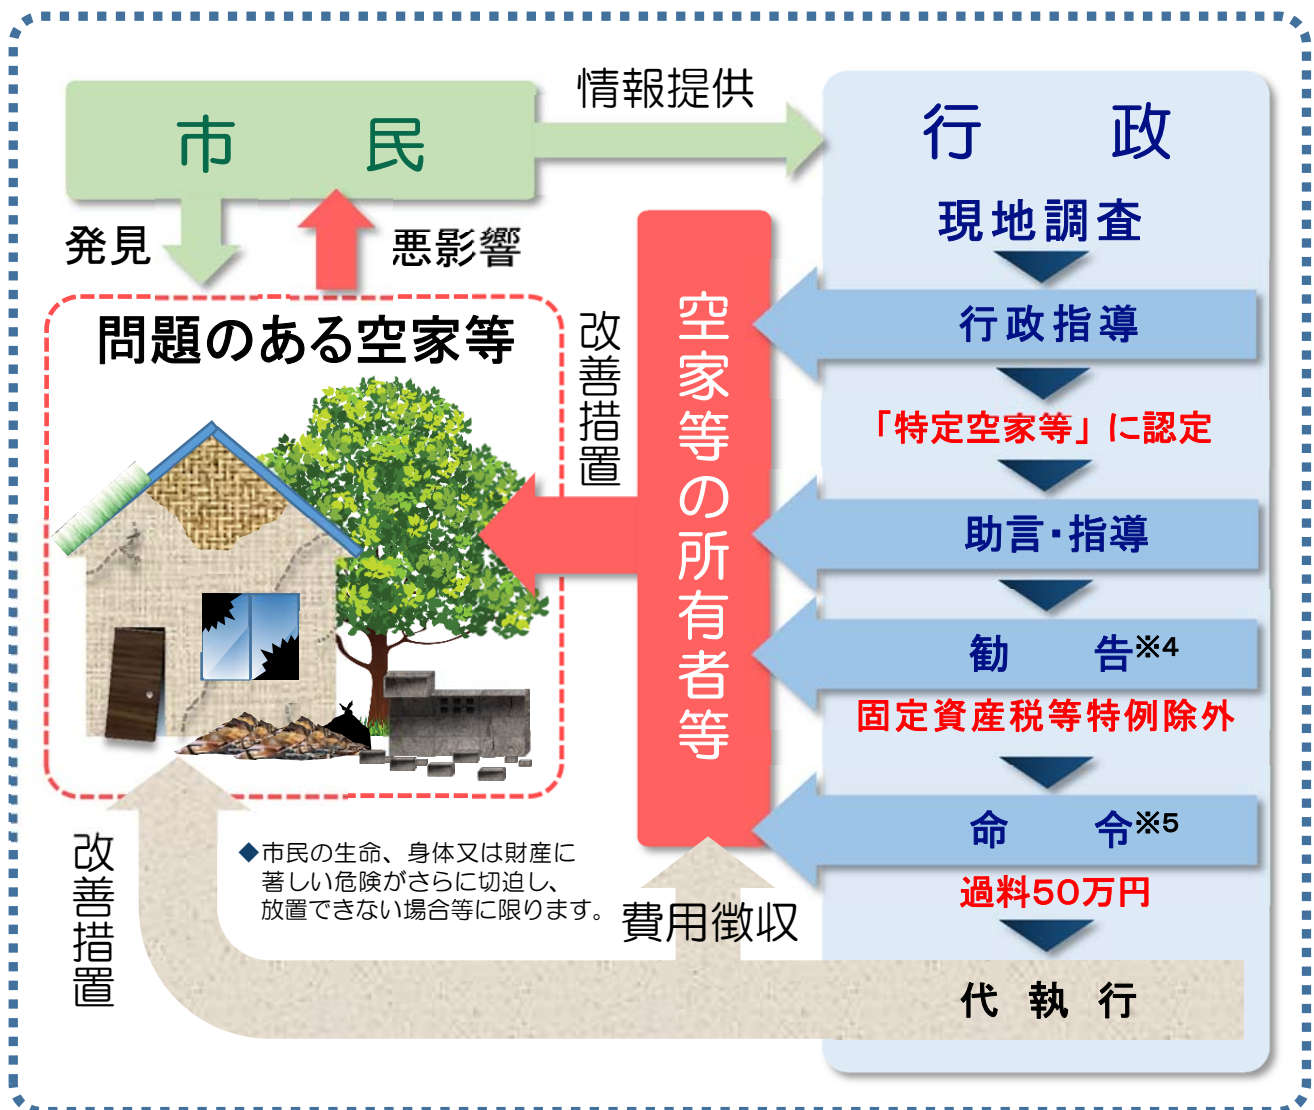 市　民
情報提供
行　政
発見
悪影響
現地調査
問題のある空家等
改善措置
空家等の所有者等
行政指導
「特定空家等」に認定
助言・指導
勧　告※4
固定資産税等特例除外
命　令※5
過料50万円
改善措置
◆市民の生命、身体又は財産に
著しい危険がさらに切迫し、
放置できない場合等に限ります。
費用徴収
代 執 行